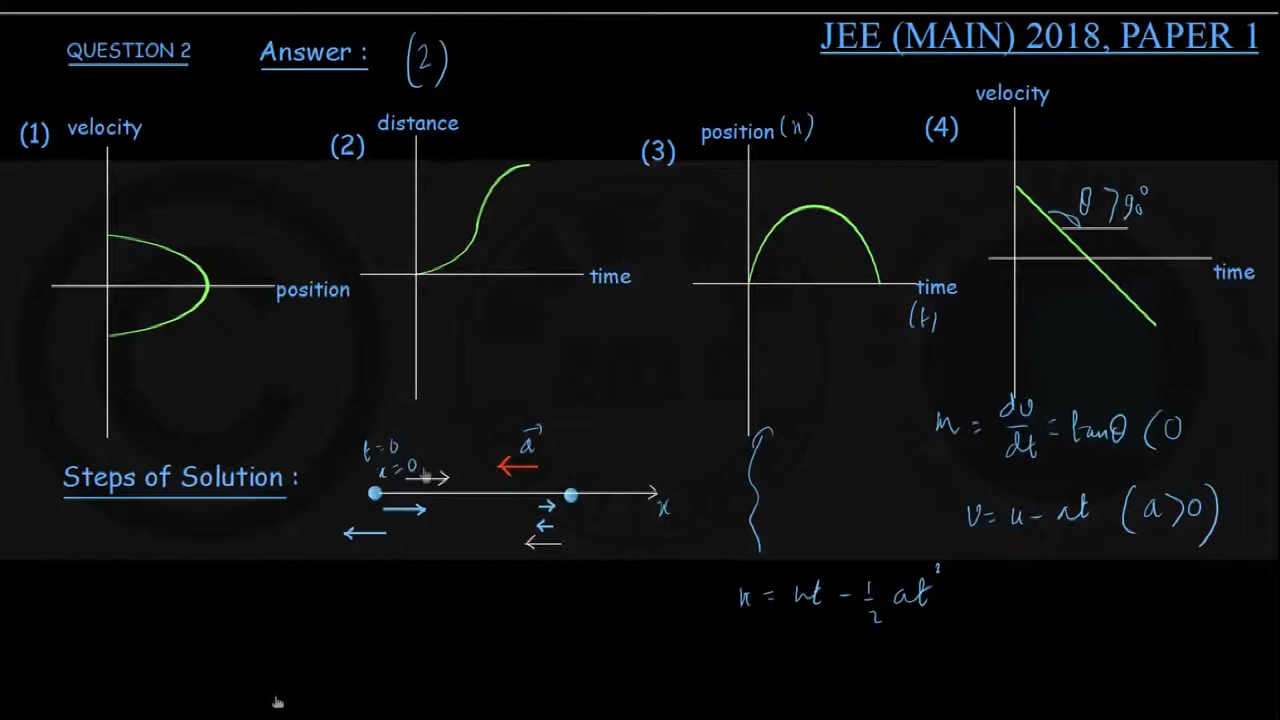 QUESTION 2
Answer : (2)
JEE (MAIN) 2018, PAPER 1
(1)
velocity
position
(2)
distance
time
(3)
position (x)
time
(t)
(4)
velocity
time
θ > 90°
m = dv/dt = tanθ < 0
v = u - at (a > 0)
Steps of Solution :
t = 0
x = 0
a⃗
x
x = ut - 1/2 at²